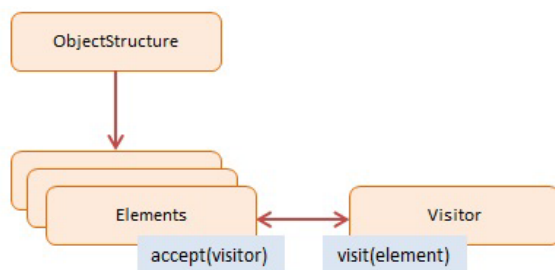 ObjectStructure
Elements
Visitor
accept(visitor)
visit(element)